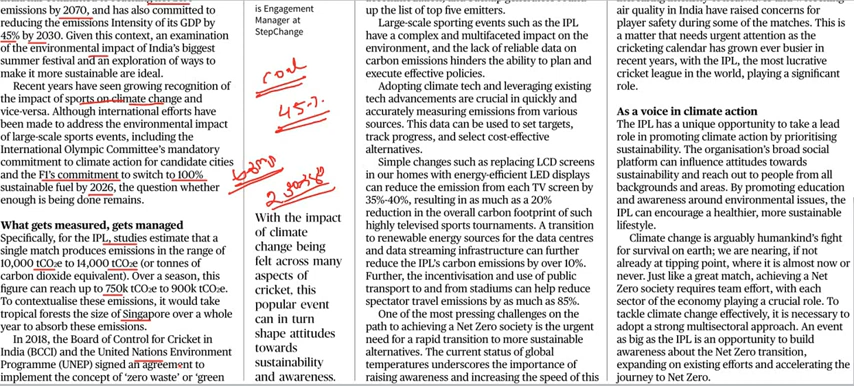 emissions by 2070, and has also committed to
reducing the emissions Intensity of its GDP by
45% by 2030. Given this context, an examination
of the environmental impact of India's biggest
summer festival and an exploration of ways to
make it more sustainable are ideal.
Recent years have seen growing recognition of
the impact of sports on climate change and
vice-versa. Although international efforts have
been made to address the environmental impact
of large-scale sports events, including the
International Olympic Committee's mandatory
commitment to climate action for candidate cities
and the F1's commitment to switch to 100%
sustainable fuel by 2026, the question whether
enough is being done remains.
What gets measured, gets managed
Specifically, for the IPL, studies estimate that a
single match produces emissions in the range of
10,000 tCO₂e to 14,000 tCO₂e (or tonnes of
carbon dioxide equivalent). Over a season, this
figure can reach up to 750k tCO₂e to 900k tCO₂e.
To contextualise these emissions, it would take
tropical forests the size of Singapore over a whole
year to absorb these emissions.
In 2018, the Board of Control for Cricket in
India (BCCI) and the United Nations Environment
Programme (UNEP) signed an agreement to
implement the concept of 'zero waste' or 'green
is Engagement
Manager at
StepChange
coal
45%
With the impact
of climate
change being
felt across many
aspects of
cricket, this
popular event
can in turn
shape attitudes
towards
sustainability
and awareness.
up the list of top five emitters.
Large-scale sporting events such as the IPL
have a complex and multifaceted impact on the
environment, and the lack of reliable data on
carbon emissions hinders the ability to plan and
execute effective policies.
Adopting climate tech and leveraging existing
tech advancements are crucial in quickly and
accurately measuring emissions from various
sources. This data can be used to set targets,
track progress, and select cost-effective
alternatives.
Simple changes such as replacing LCD screens
in our homes with energy-efficient LED displays
can reduce the emission from each TV screen by
35%-40%, resulting in as much as a 20%
reduction in the overall carbon footprint of such
highly televised sports tournaments. A transition
to renewable energy sources for the data centres
and data streaming infrastructure can further
reduce the IPL's carbon emissions by over 10%.
Further, the incentivisation and use of public
transport to and from stadiums can help reduce
spectator travel emissions by as much as 85%.
One of the most pressing challenges on the
path to achieving a Net Zero society is the urgent
need for a rapid transition to more sustainable
alternatives. The current status of global
temperatures underscores the importance of
raising awareness and increasing the speed of this
air quality in India have raised concerns for
player safety during some of the matches. This is
a matter that needs urgent attention as the
cricketing calendar has grown ever busier in
recent years, with the IPL, the most lucrative
cricket league in the world, playing a significant
role.
As a voice in climate action
The IPL has a unique opportunity to take a lead
role in promoting climate action by prioritising
sustainability. The organisation's broad social
platform can influence attitudes towards
sustainability and reach out to people from all
backgrounds and areas. By promoting education
and awareness around environmental issues, the
IPL can encourage a healthier, more sustainable
lifestyle.
Climate change is arguably humankind's fight
for survival on earth; we are nearing, if not
already at tipping point, where it is almost now or
never. Just like a great match, achieving a Net
Zero society requires team effort, with each
sector of the economy playing a crucial role. To
tackle climate change effectively, it is necessary to
adopt a strong multisectoral approach. An event
as big as the IPL is an opportunity to build
awareness about the Net Zero transition,
expanding on existing efforts and accelerating the
journey to Net Zero.